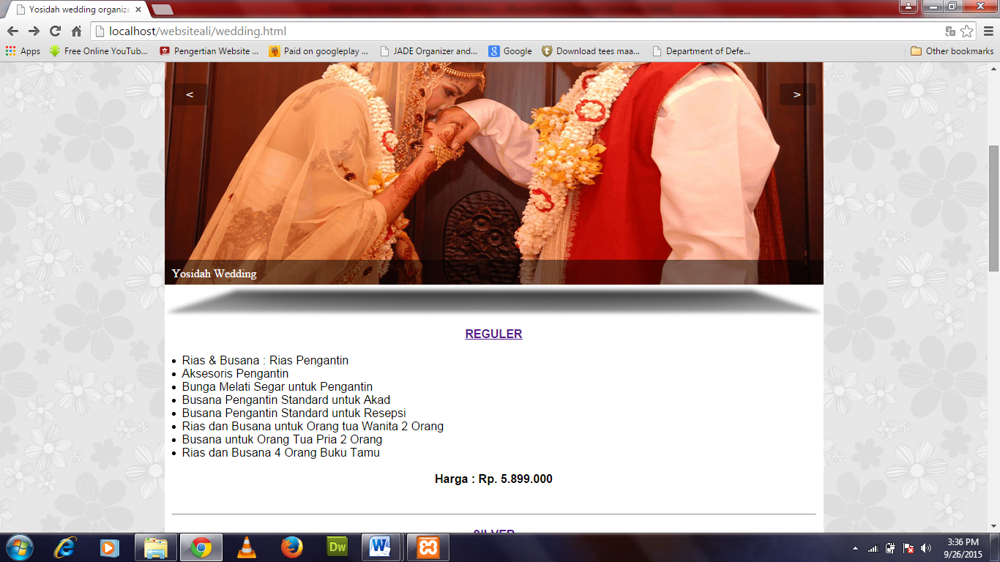 Yosidah wedding organize
localhost/websiteali/wedding.html
Apps
Free Online YouTub...
Pengertian Website ...
Paid on googleplay ...
JADE Organizer and...
Google
Download tees maa...
Department of Defe...
Other bookmarks
<
>
Yosidah Wedding
REGULER
Rias & Busana : Rias Pengantin
Aksesoris Pengantin
Bunga Melati Segar untuk Pengantin
Busana Pengantin Standard untuk Akad
Busana Pengantin Standard untuk Resepsi
Rias dan Busana untuk Orang tua Wanita 2 Orang
Busana untuk Orang Tua Pria 2 Orang
Rias dan Busana 4 Orang Buku Tamu
Harga : Rp. 5.899.000
SILVER
Dw
3:36 PM
9/26/2015